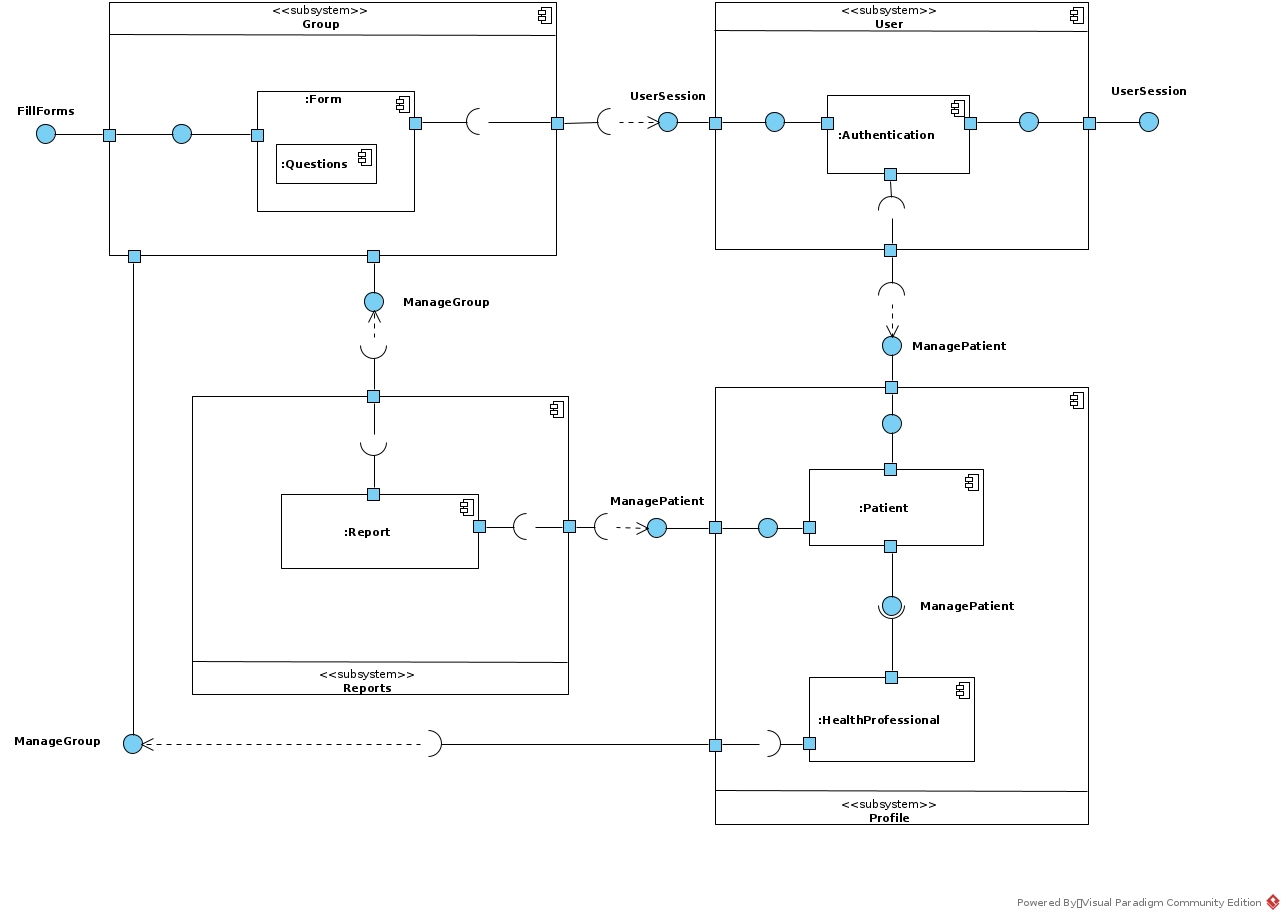 <<subsystem>>
Group
<<subsystem>>
User
FillForms
:Form
:Questions
UserSession
:Authentication
UserSession
ManageGroup
ManagePatient
:Report
ManagePatient
:Patient
ManagePatient
<<subsystem>>
Reports
:HealthProfessional
ManageGroup
<<subsystem>>
Profile
Powered By▯Visual Paradigm Community Edition